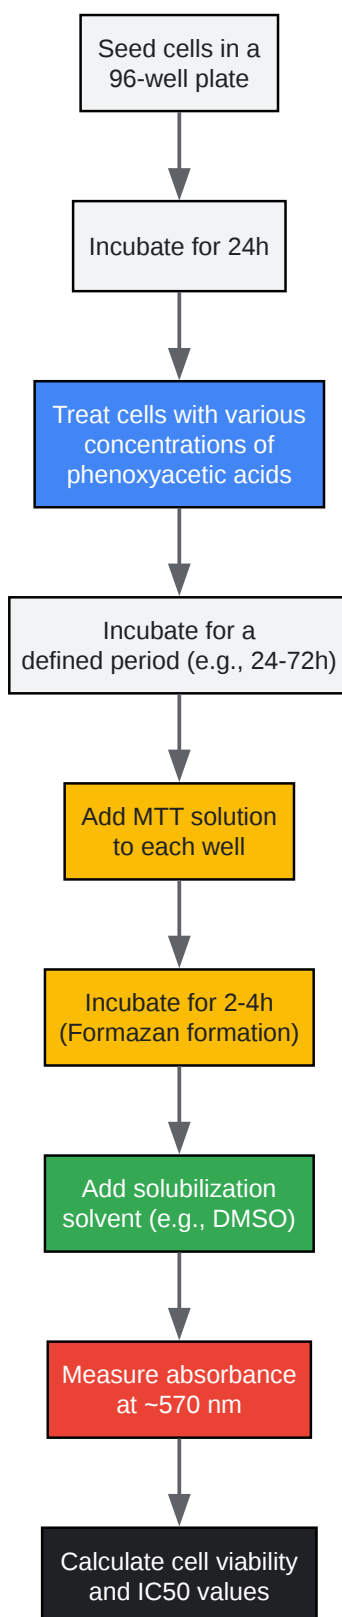 Seed cells in a
96-well plate
Incubate for 24h
Treat cells with various
concentrations of
phenoxyacetic acids
Incubate for a
defined period (e.g., 24-72h)
Add MTT solution
to each well
Incubate for 2-4h
(Formazan formation)
Add solubilization
solvent (e.g., DMSO)
Measure absorbance
at ~570 nm
Calculate cell viability
and IC50 values